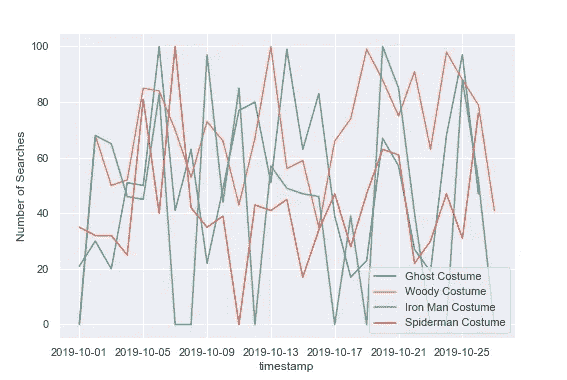 100
80
60
40
20
0
Number of Searches
Ghost Costume
Woody Costume
Iron Man Costume
Spiderman Costume
2019-10-01 2019-10-05 2019-10-09 2019-10-13 2019-10-17 2019-10-21 2019-10-25
timestamp